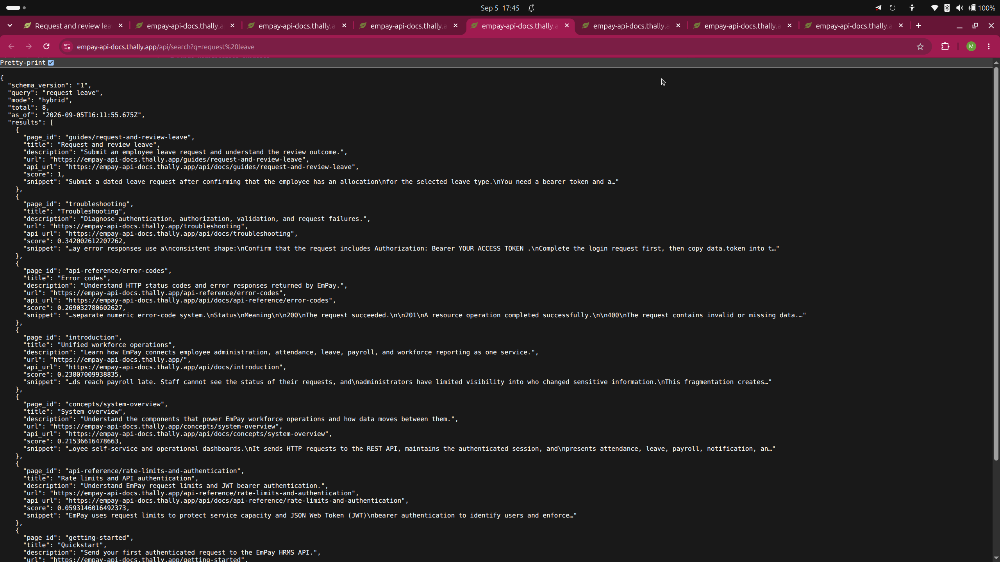 Sep 5 17:45
100%
Request and review lea
empay-api-docs.thally.a
empay-api-docs.thally.a
empay-api-docs.thally.a
empay-api-docs.thally.a
empay-api-docs.thally.a
empay-api-docs.thally.a
empay-api-docs.thally.a
empay-api-docs.thally.app/api/search?q=request%20leave
M
Pretty-print
{
"schema_version": "1",
"query": "request leave",
"mode": "hybrid",
"total": 8,
"as_of": "2026-09-05T16:11:55.675Z",
"results": [
{
"page_id": "guides/request-and-review-leave",
"title": "Request and review leave",
"description": "Submit an employee leave request and understand the review outcome.",
"url": "https://empay-api-docs.thally.app/guides/request-and-review-leave",
"api_url": "https://empay-api-docs.thally.app/api/docs/guides/request-and-review-leave",
"score": 1,
"snippet": "Submit a dated leave request after confirming that the employee has an allocation\nfor the selected leave type.\nYou need a bearer token and a…"
},
{
"page_id": "troubleshooting",
"title": "Troubleshooting",
"description": "Diagnose authentication, authorization, validation, and request failures.",
"url": "https://empay-api-docs.thally.app/troubleshooting",
"api_url": "https://empay-api-docs.thally.app/api/docs/troubleshooting",
"score": 0.342002612207262,
"snippet": "…ay error responses use a\nconsistent shape:\nConfirm that the request includes Authorization: Bearer YOUR_ACCESS_TOKEN .\nComplete the login request first, then copy data.token into t…"
},
{
"page_id": "api-reference/error-codes",
"title": "Error codes",
"description": "Understand HTTP status codes and error responses returned by EmPay.",
"url": "https://empay-api-docs.thally.app/api-reference/error-codes",
"api_url": "https://empay-api-docs.thally.app/api/docs/api-reference/error-codes",
"score": 0.269032780602627,
"snippet": "…separate numeric error-code system.\nStatus\nMeaning\n\n200\nThe request succeeded.\n\n201\nA resource operation completed successfully.\n\n400\nThe request contains invalid or missing data.…"
},
{
"page_id": "introduction",
"title": "Unified workforce operations",
"description": "Learn how EmPay connects employee administration, attendance, leave, payroll, and workforce reporting as one service.",
"url": "https://empay-api-docs.thally.app/",
"api_url": "https://empay-api-docs.thally.app/api/docs/introduction",
"score": 0.23807009938835,
"snippet": "…ds reach payroll late. Staff cannot see the status of their requests, and\nadministrators have limited visibility into who changed sensitive information.\nThis fragmentation creates…"
},
{
"page_id": "concepts/system-overview",
"title": "System overview",
"description": "Understand the components that power EmPay workforce operations and how data moves between them.",
"url": "https://empay-api-docs.thally.app/concepts/system-overview",
"api_url": "https://empay-api-docs.thally.app/api/docs/concepts/system-overview",
"score": 0.21536616478663,
"snippet": "…oyee self-service and operational dashboards.\nIt sends HTTP requests to the REST API, maintains the authenticated session, and\npresents attendance, leave, payroll, notification, an…"
},
{
"page_id": "api-reference/rate-limits-and-authentication",
"title": "Rate limits and API authentication",
"description": "Understand EmPay request limits and JWT bearer authentication.",
"url": "https://empay-api-docs.thally.app/api-reference/rate-limits-and-authentication",
"api_url": "https://empay-api-docs.thally.app/api/docs/api-reference/rate-limits-and-authentication",
"score": 0.0593146016492373,
"snippet": "EmPay uses request limits to protect service capacity and JSON Web Token (JWT)\nbearer authentication to identify users and enforce…"
},
{
"page_id": "getting-started",
"title": "Quickstart",
"description": "Send your first authenticated request to the EmPay HRMS API.",
"url": "https://empay-api-docs.thally.app/getting-started",